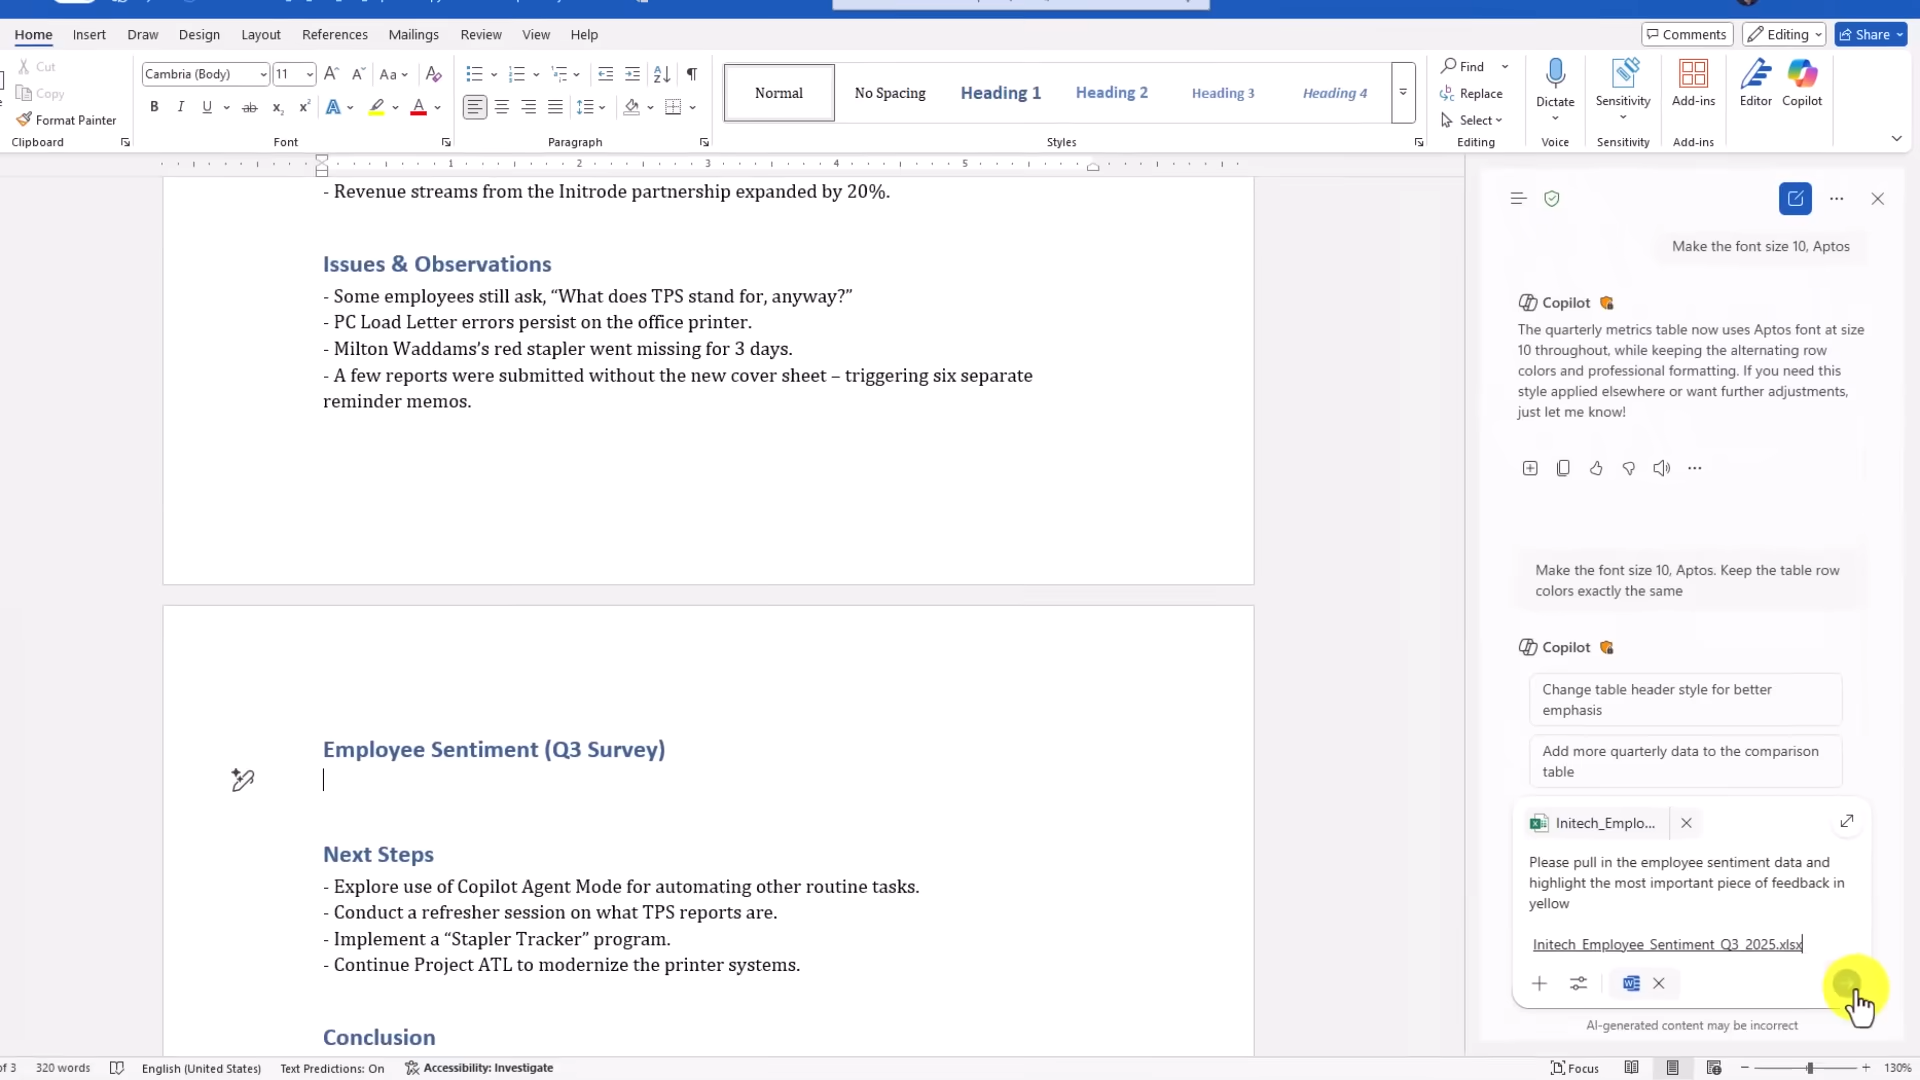 Home Insert Draw Design Layout References Mailings Review View Help Comments Editing Share
Cut
Copy
Format Painter
Clipboard
Cambria (Body) 11
Font
Paragraph
Normal No Spacing Heading 1 Heading 2 Heading 3 Heading 4
Styles
Find
Replace
Select
Editing
Dictate
Voice
Sensitivity
Sensitivity
Add-ins
Add-ins
Editor Copilot
1 2 3 4 5
- Revenue streams from the Initrode partnership expanded by 20%.
Issues & Observations
- Some employees still ask, “What does TPS stand for, anyway?”
- PC Load Letter errors persist on the office printer.
- Milton Waddams’s red stapler went missing for 3 days.
- A few reports were submitted without the new cover sheet – triggering six separate
reminder memos.
Employee Sentiment (Q3 Survey)
Next Steps
- Explore use of Copilot Agent Mode for automating other routine tasks.
- Conduct a refresher session on what TPS reports are.
- Implement a “Stapler Tracker” program.
- Continue Project ATL to modernize the printer systems.
Conclusion
Make the font size 10, Aptos
Copilot
The quarterly metrics table now uses Aptos font at size
10 throughout, while keeping the alternating row
colors and professional formatting. If you need this
style applied elsewhere or want further adjustments,
just let me know!
Make the font size 10, Aptos. Keep the table row
colors exactly the same
Copilot
Change table header style for better
emphasis
Add more quarterly data to the comparison
table
Initech_Emplo...
Please pull in the employee sentiment data and
highlight the most important piece of feedback in
yellow
Initech_Employee_Sentiment_Q3_2025.xlsx
AI-generated content may be incorrect
of 3 320 words English (United States) Text Predictions: On Accessibility: Investigate Focus 130%